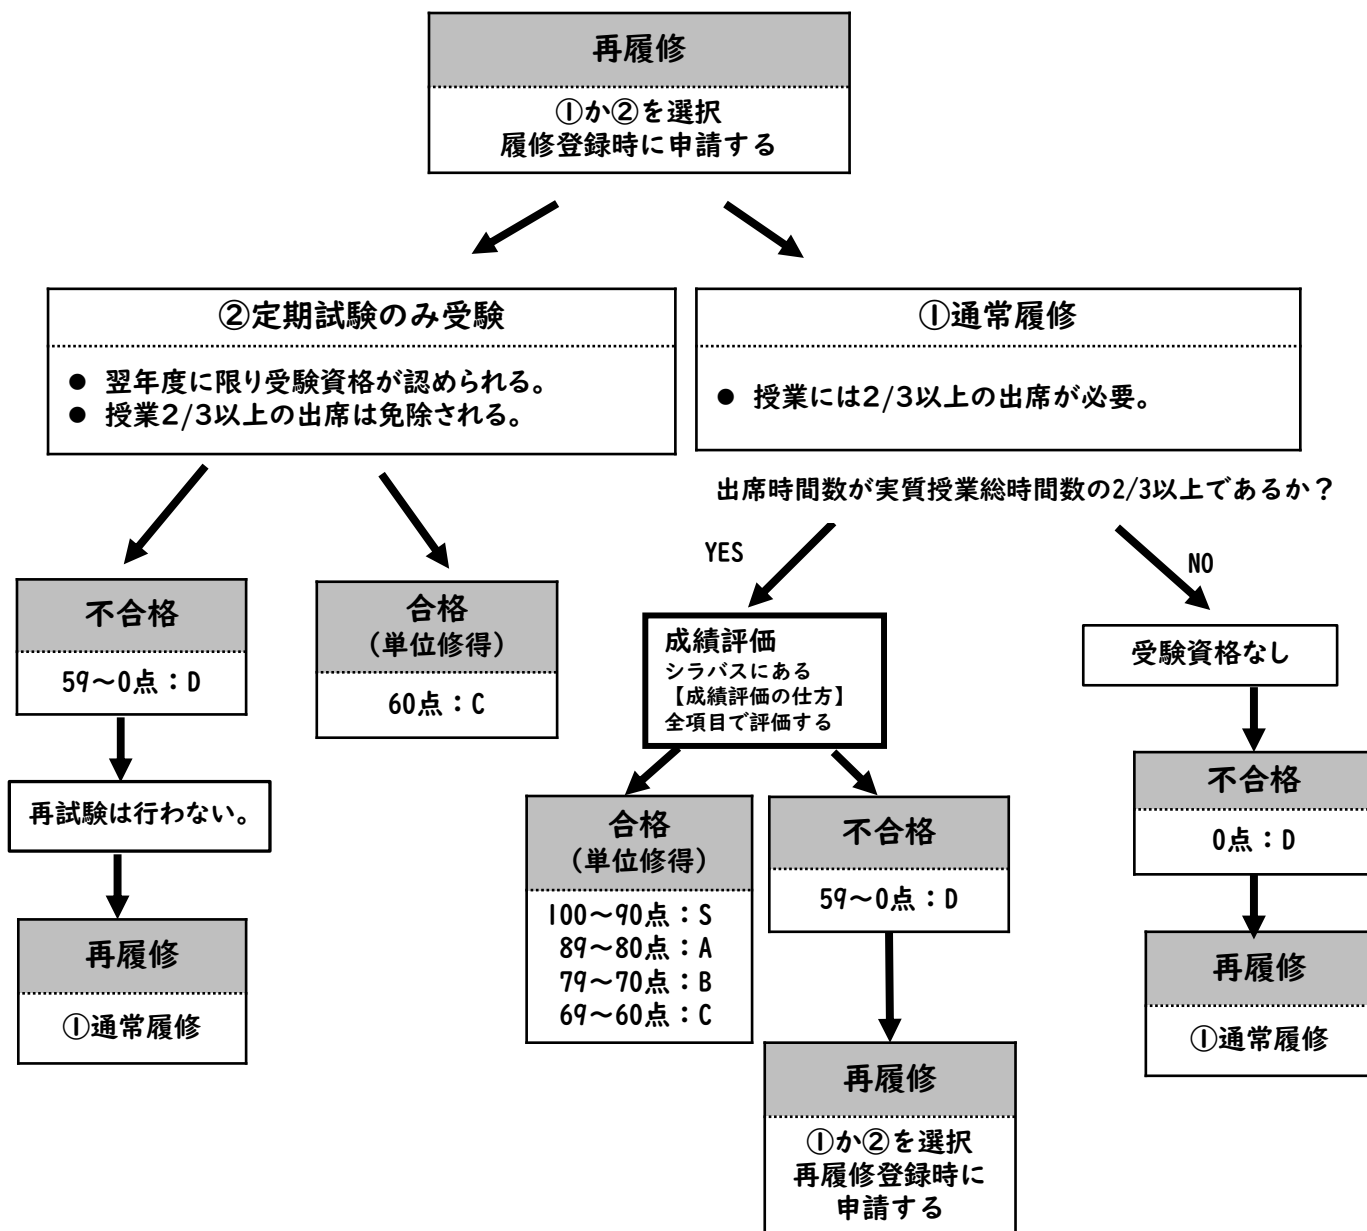 再履修
①か②を選択
履修登録時に申請する
②定期試験のみ受験
● 翌年度に限り受験資格が認められる。
● 授業2/3以上の出席は免除される。
①通常履修
● 授業には2/3以上の出席が必要。
出席時間数が実質授業総時間数の2/3以上であるか？
YES
NO
不合格
59～0点：D
再試験は行わない。
再履修
①通常履修
合格
（単位修得）
60点：C
成績評価
シラバスにある
【成績評価の仕方】
全項目で評価する
合格
（単位修得）
100～90点：S
89～80点：A
79～70点：B
69～60点：C
不合格
59～0点：D
再履修
①か②を選択
再履修登録時に
申請する
受験資格なし
不合格
0点：D
再履修
①通常履修